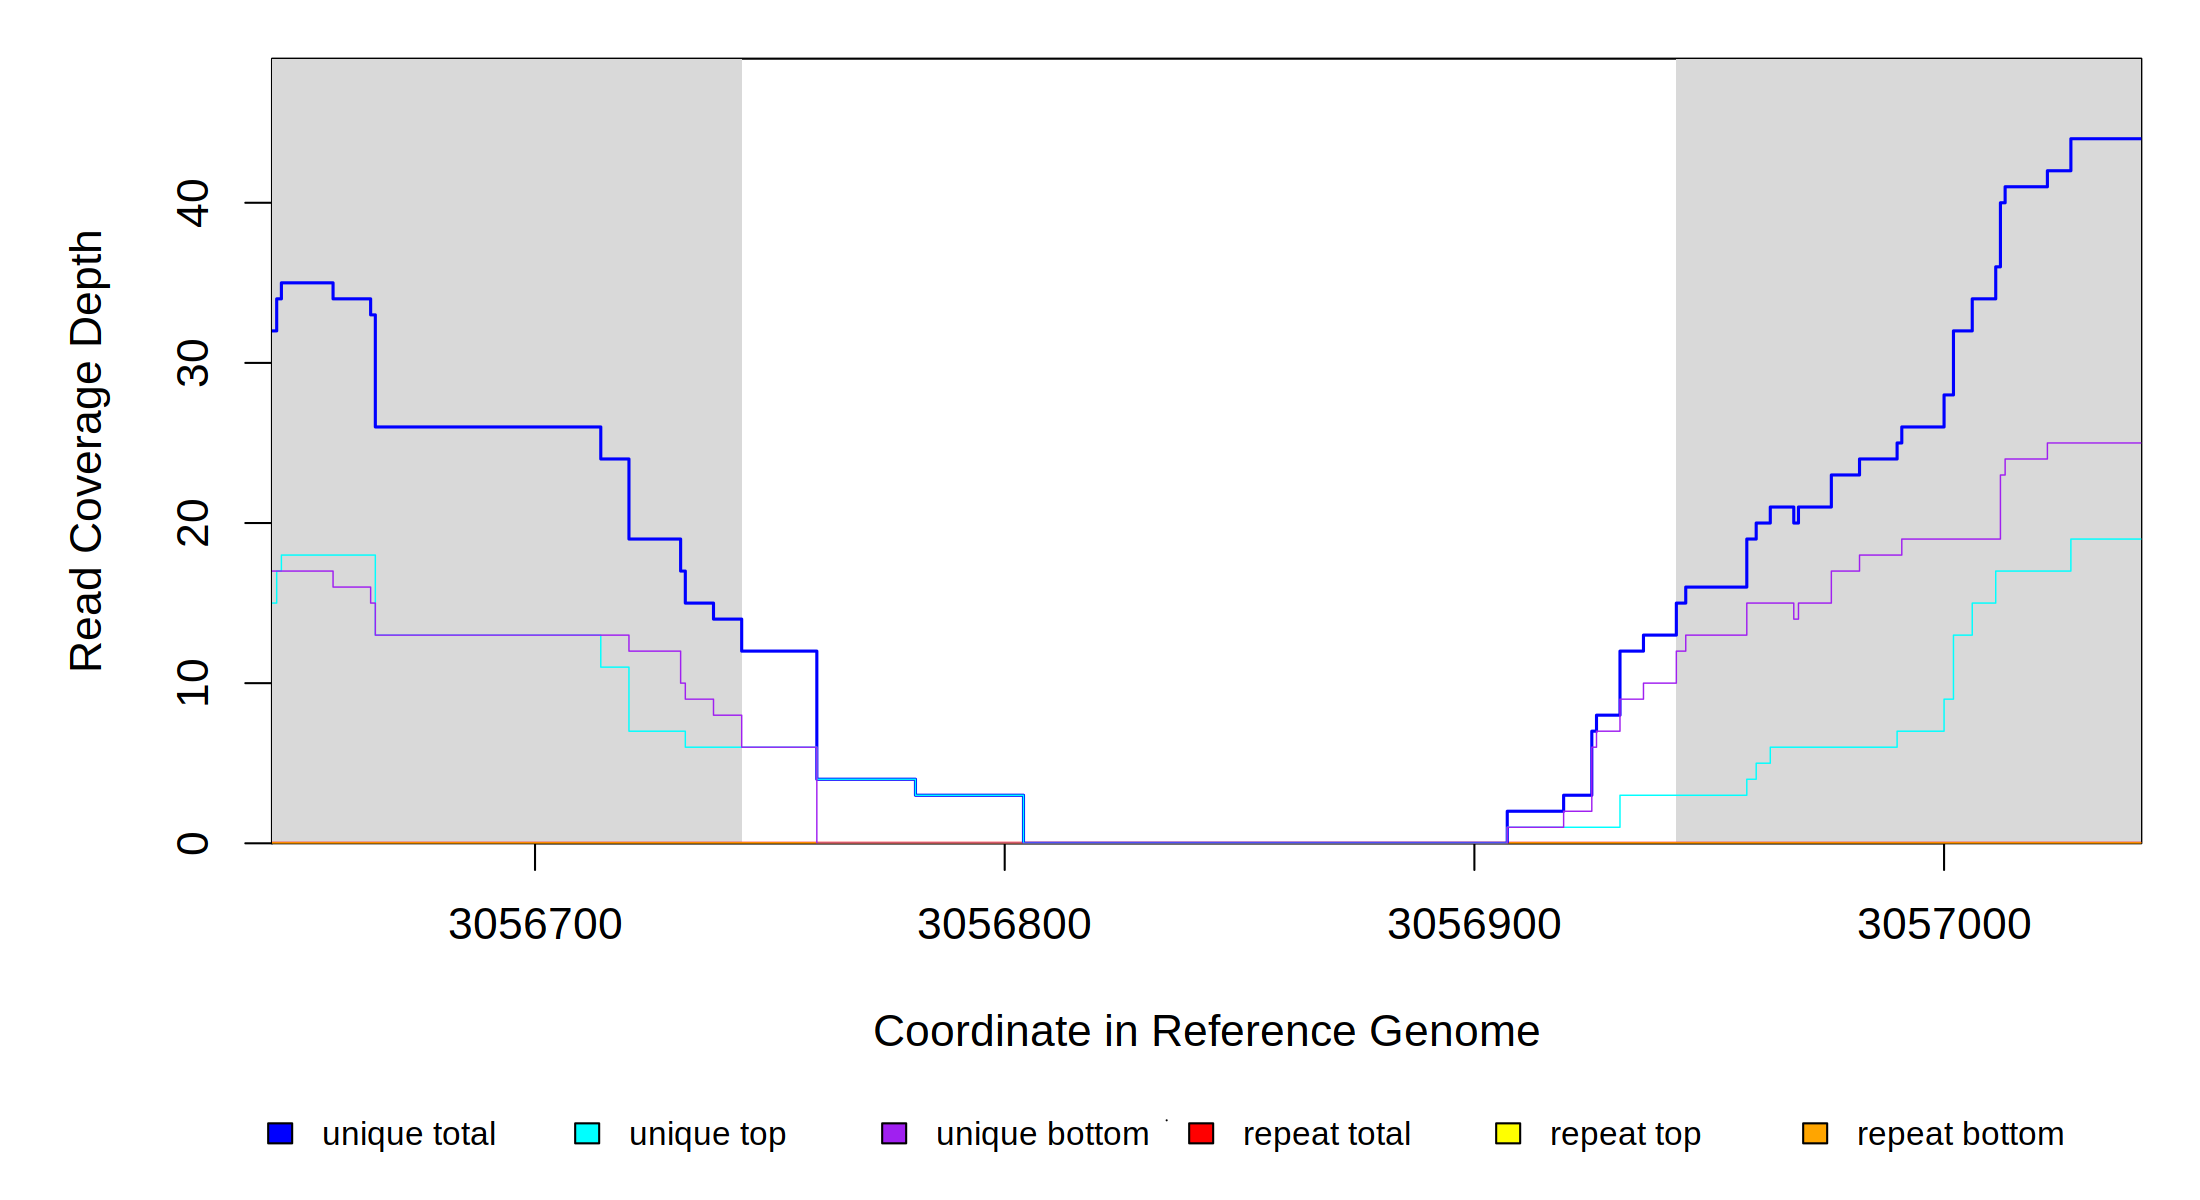 Read Coverage Depth
40
30
20
10
0
3056700 3056800 3056900 3057000
Coordinate in Reference Genome
unique total unique top unique bottom repeat total repeat top repeat bottom